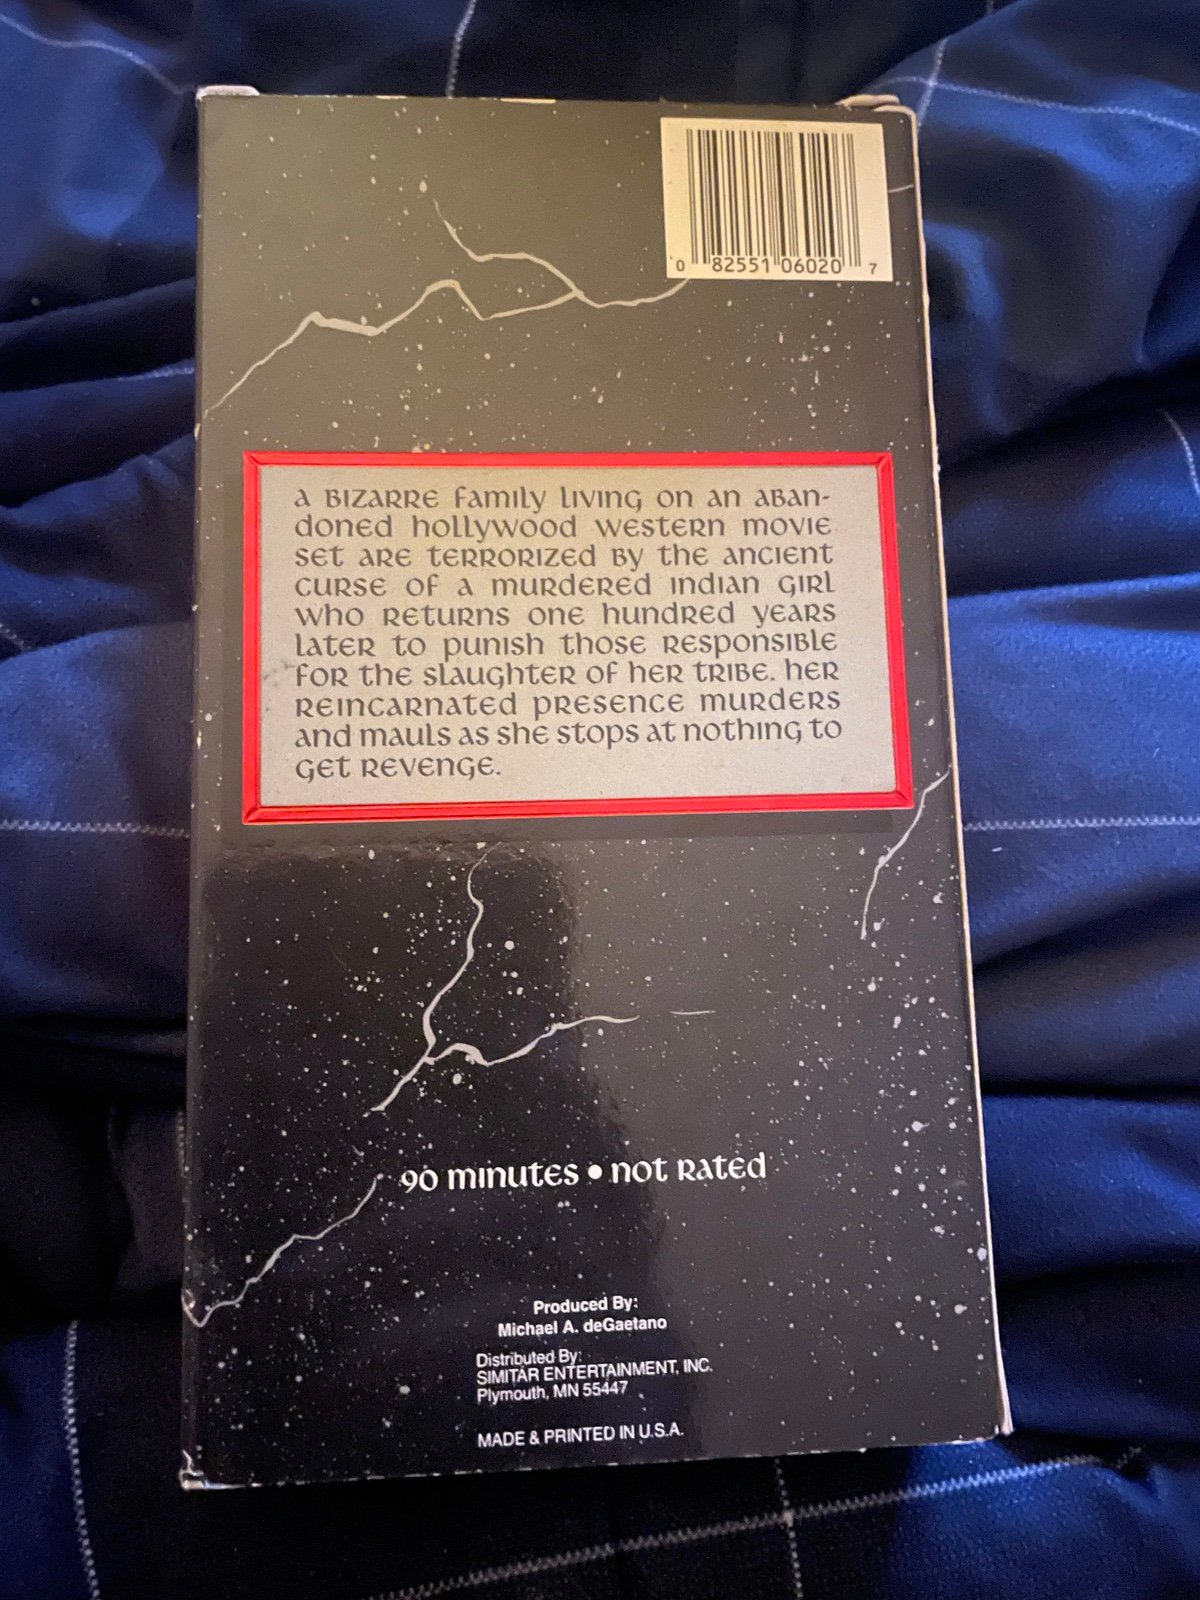 0 82551 06020 7
a BIZARRE family living on an aban-
doned hollywood western movie
set are terrorized by the ancient
curse of a murdered Indian girl
who returns one hundred years
later to punish those responsible
for the slaughter of her tribe. her
reincarnated presence murders
and mauls as she stops at nothing to
get revenge.
90 minutes • not rated
Produced By:
Michael A. deGaetano
Distributed By:
SIMITAR ENTERTAINMENT, INC.
Plymouth, MN 55447
MADE & PRINTED IN U.S.A.